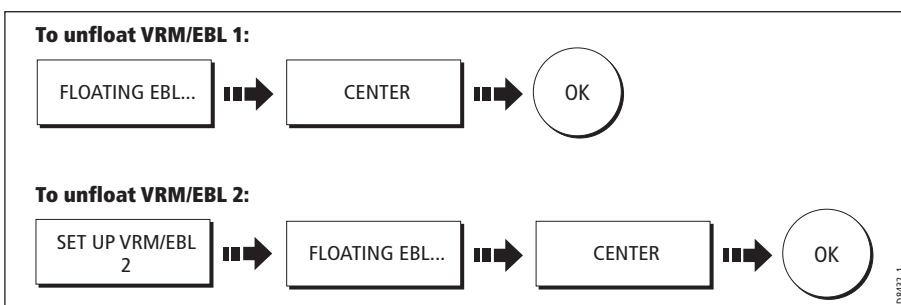 To unfloat VRM/EBL 1:
FLOATING EBL...
CENTER
OK
To unfloat VRM/EBL 2:
SET UP VRM/EBL
2
FLOATING EBL...
CENTER
OK
D8432_1